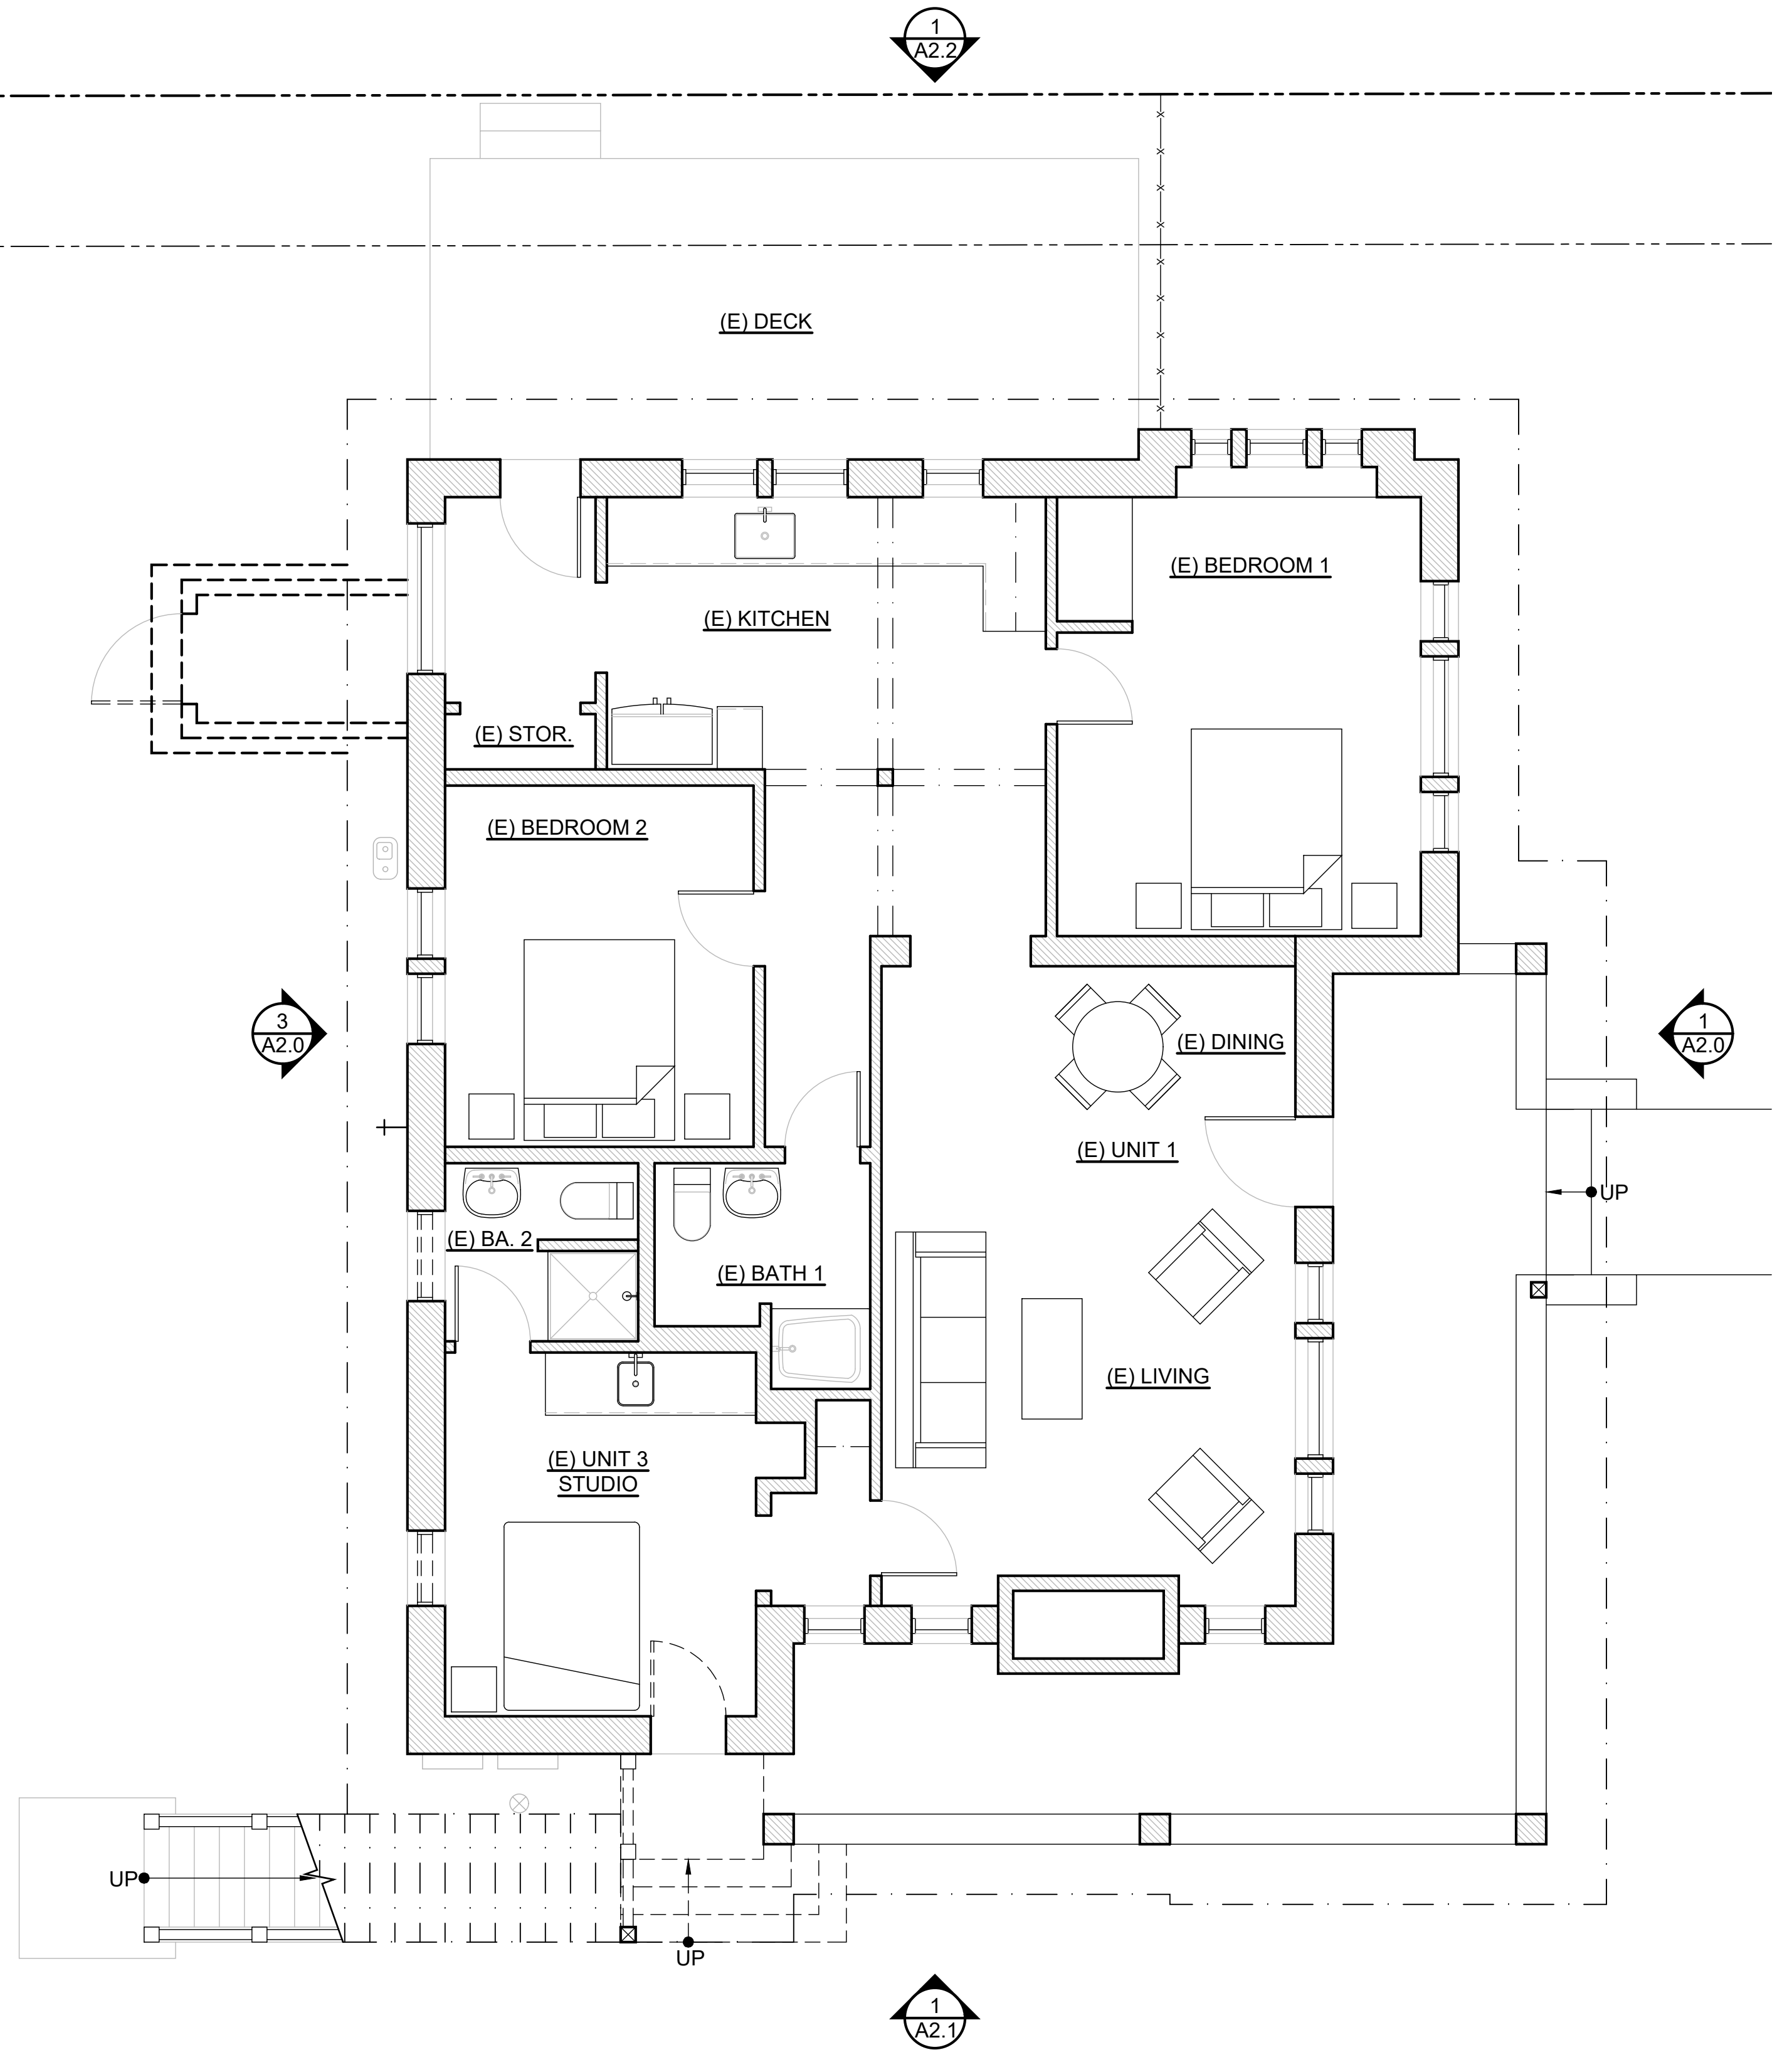 1
A2.2
(E) DECK
(E) BEDROOM 1
(E) KITCHEN
(E) STOR.
(E) BEDROOM 2
3
A2.0
(E) DINING
1
A2.0
(E) UNIT 1
UP
(E) BA. 2
(E) BATH 1
(E) LIVING
(E) UNIT 3
STUDIO
UP
UP
1
A2.1